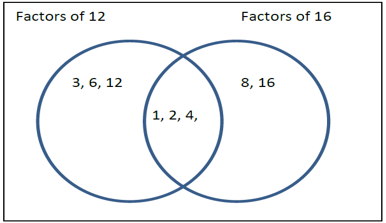 Factors of 12
Factors of 16
3, 6, 12
8, 16
1, 2, 4,